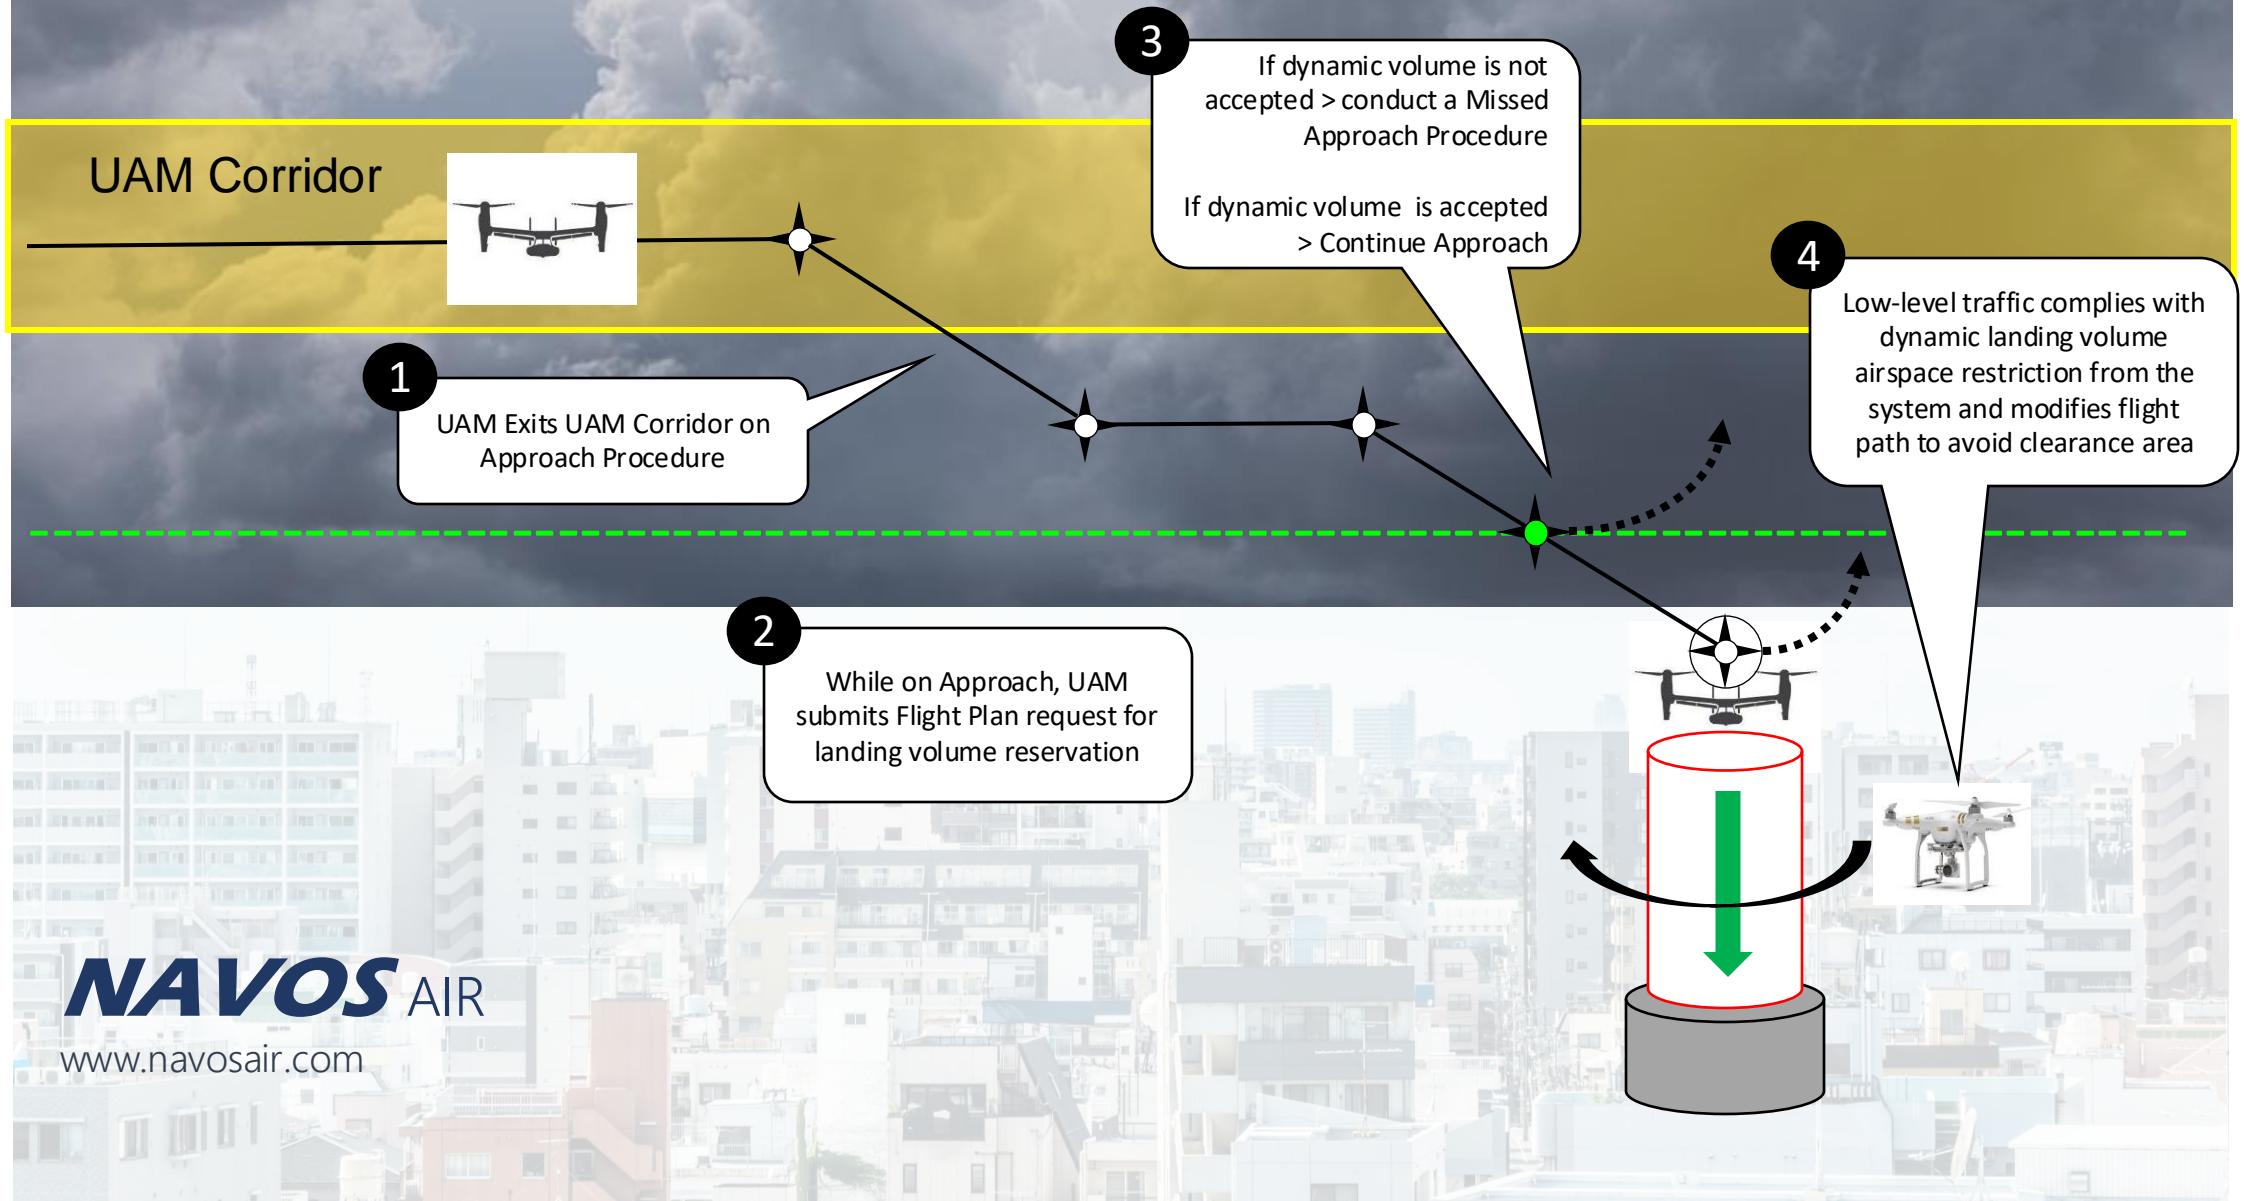 3
If dynamic volume is not
accepted > conduct a Missed
Approach Procedure
If dynamic volume is accepted
> Continue Approach
UAM Corridor
4
Low-level traffic complies with
dynamic landing volume
airspace restriction from the
system and modifies flight
path to avoid clearance area
1
UAM Exits UAM Corridor on
Approach Procedure
2
While on Approach, UAM
submits Flight Plan request for
landing volume reservation
NAVOS AIR
www.navosair.com